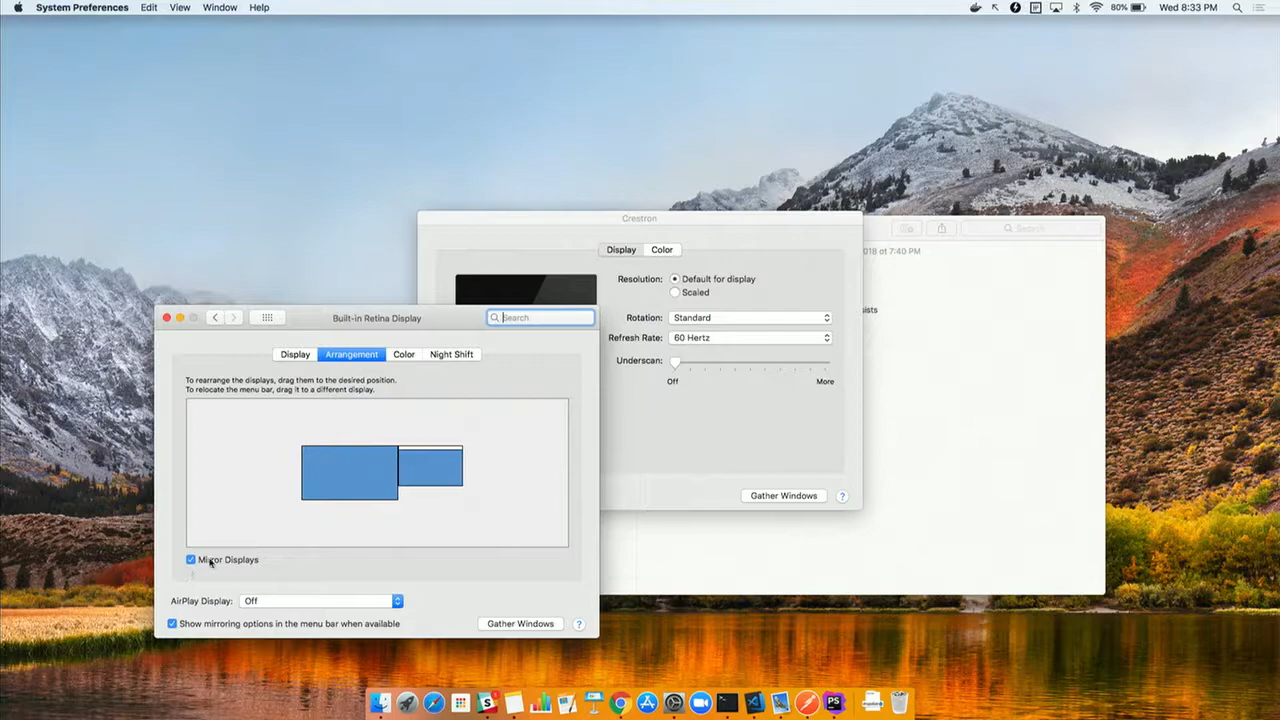 System Preferences Edit View Window Help 80% Wed 8:33 PM
Crestron
Search
Display Color
018 at 7:40 PM
Resolution: Default for display
Scaled
ists
Rotation: Standard
Refresh Rate: 60 Hertz
Underscan:
Off More
Gather Windows ?
Built-in Retina Display Search
Display Arrangement Color Night Shift
To rearrange the displays, drag them to the desired position.
To relocate the menu bar, drag it to a different display.
Mirror Displays
AirPlay Display: Off
Show mirroring options in the menu bar when available Gather Windows ?
PS